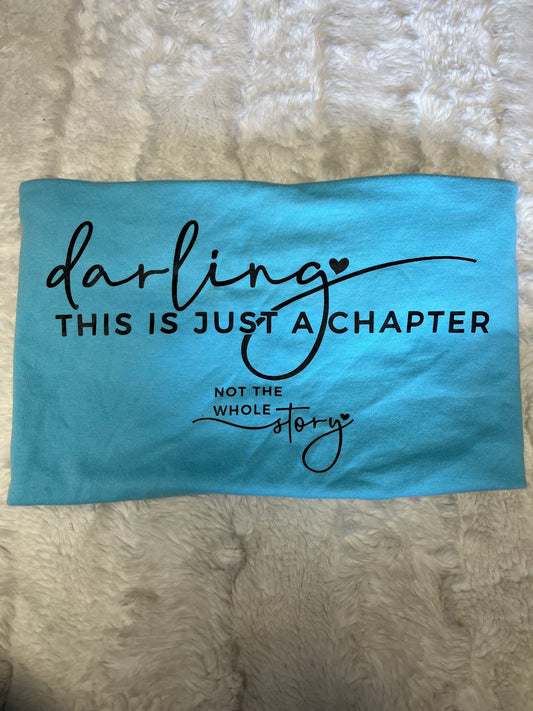 darling
THIS IS JUST A CHAPTER
NOT THE
WHOLE story